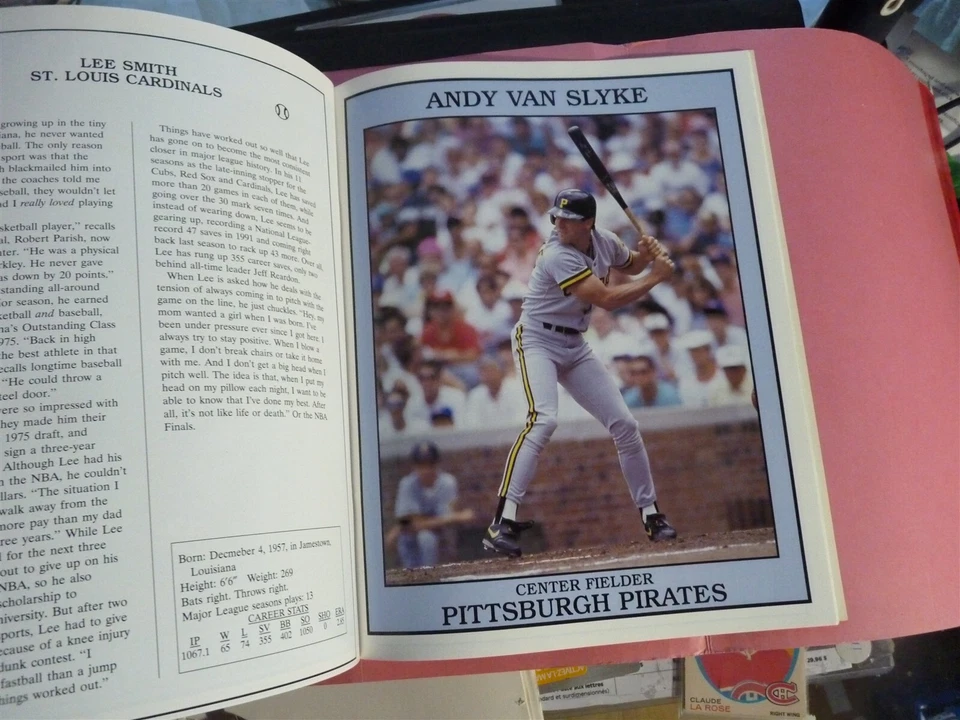 LEE SMITH
ST. LOUIS CARDINALS
growing up in the tiny
iana, he never wanted
ball. The only reason
sport was that the
h blackmailed him into
the coaches told me
seball, they wouldn't let
d I really loved playing
sketball player," recalls
al, Robert Parish, now
nter. "He was a physical
rkley. He never gave
as down by 20 points."
standing all-around
or season, he earned
ketball and baseball,
na's Outstanding Class
975. "Back in high
the best athlete in that
ecalls longtime baseball
"He could throw a
teel door."
ere so impressed with
they made him their
1975 draft, and
sign a three-year
Although Lee had his
n the NBA, he couldn't
llars. "The situation I
walk away from the
more pay than my dad
ree years." While Lee
l for the next three
out to give up on his
NBA, so he also
scholarship to
niversity. But after two
ports, Lee had to give
ecause of a knee injury
dunk contest. "I
fastball than a jump
hings worked out."
Things have worked out so well that Lee
has gone on to become the most consistent
closer in major league history. In his 11
seasons as the late-inning stopper for the
Cubs, Red Sox and Cardinals, Lee has saved
more than 20 games in each of them, while
going over the 30 mark seven times. And
instead of wearing down, Lee seems to be
gearing up, recording a National League-
record 47 saves in 1991 and coming right
back last season to rack up 43 more. Over all,
Lee has rung up 355 career saves, only two
behind all-time leader Jeff Reardon.
When Lee is asked how he deals with the
tension of always coming in to pitch with the
game on the line, he just chuckles. "Hey, my
mom wanted a girl when I was born. I've
been under pressure ever since I got here. I
always try to stay positive. When I blow a
game, I don't break chairs or take it home
with me. And I don't get a big head when I
pitch well. The idea is that, when I put my
head on my pillow each night, I want to be
able to know that I've done my best. After
all, it's not like life or death." Or the NBA
Finals.
Born: Decmeber 4, 1957, in Jamestown,
Louisiana
Height: 6'6" Weight: 269
Bats right. Throws right.
Major League seasons plays: 13
CAREER STATS
IP W L SV BB SO SHO ERA
1067.1 65 74 355 402 1050 0 2.85
ANDY VAN SLYKE
P
CENTER FIELDER
PITTSBURGH PIRATES
CLAUDE
LA ROSE
RIGHT WING